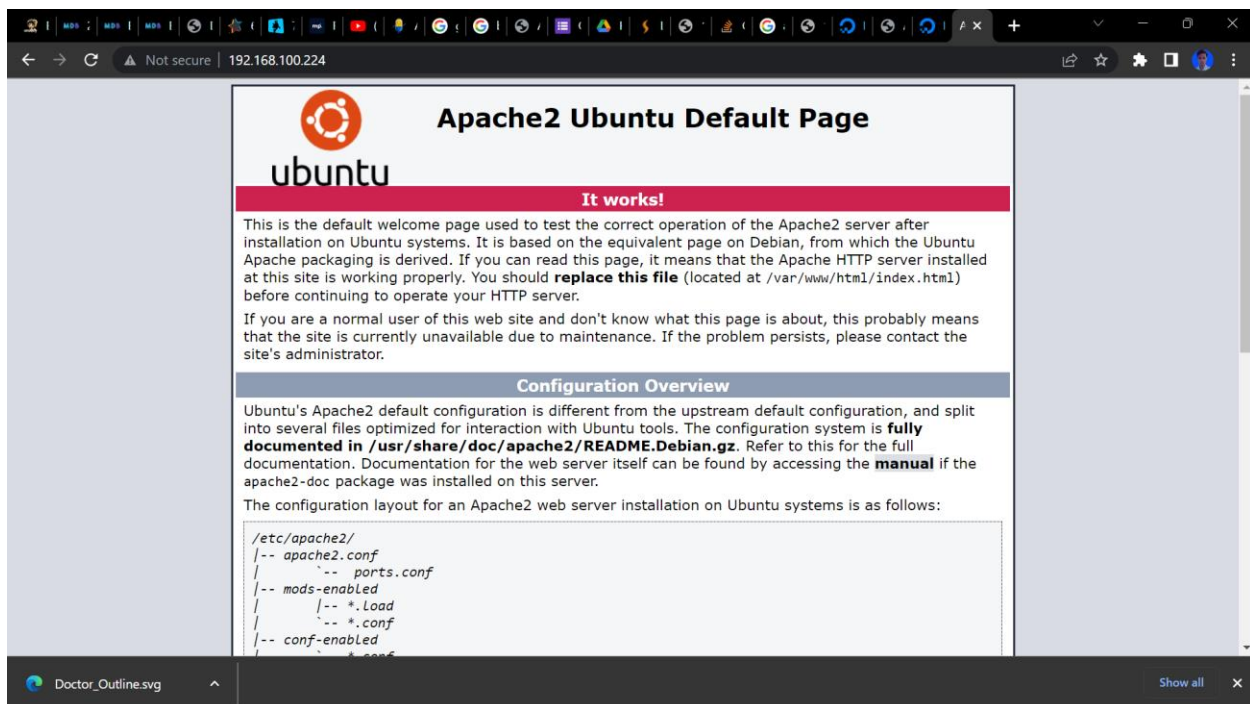 MDN
MDN
MDN
Not secure
192.168.100.224
ubuntu
Apache2 Ubuntu Default Page
It works!
This is the default welcome page used to test the correct operation of the Apache2 server after
installation on Ubuntu systems. It is based on the equivalent page on Debian, from which the Ubuntu
Apache packaging is derived. If you can read this page, it means that the Apache HTTP server installed
at this site is working properly. You should replace this file (located at /var/www/html/index.html)
before continuing to operate your HTTP server.
If you are a normal user of this web site and don't know what this page is about, this probably means
that the site is currently unavailable due to maintenance. If the problem persists, please contact the
site's administrator.
Configuration Overview
Ubuntu's Apache2 default configuration is different from the upstream default configuration, and split
into several files optimized for interaction with Ubuntu tools. The configuration system is fully
documented in /usr/share/doc/apache2/README.Debian.gz. Refer to this for the full
documentation. Documentation for the web server itself can be found by accessing the manual if the
apache2-doc package was installed on this server.
The configuration layout for an Apache2 web server installation on Ubuntu systems is as follows:
/etc/apache2/
|-- apache2.conf
|       `--  ports.conf
|-- mods-enabled
|       |-- *.load
|       `-- *.conf
|-- conf-enabled
|       `-- *.conf
Doctor_Outline.svg
Show all